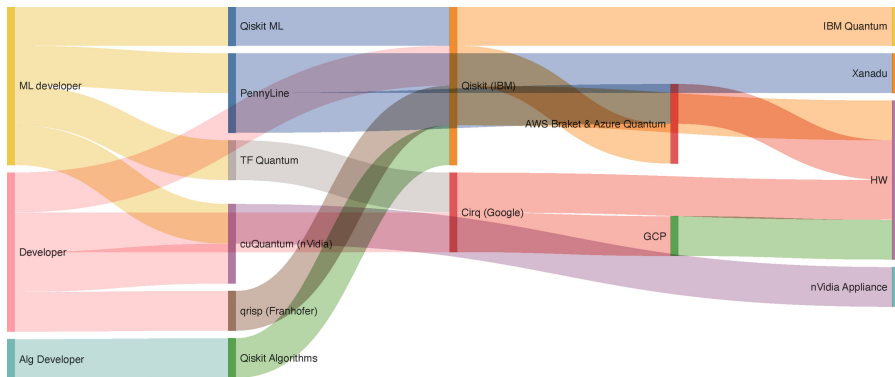 ML developer
Developer
Alg Developer
Qiskit ML
PennyLine
TF Quantum
cuQuantum (nVidia)
qrisp (Franhofer)
Qiskit Algorithms
Qiskit (IBM)
Cirq (Google)
AWS Braket & Azure Quantum
GCP
IBM Quantum
Xanadu
HW
nVidia Appliance